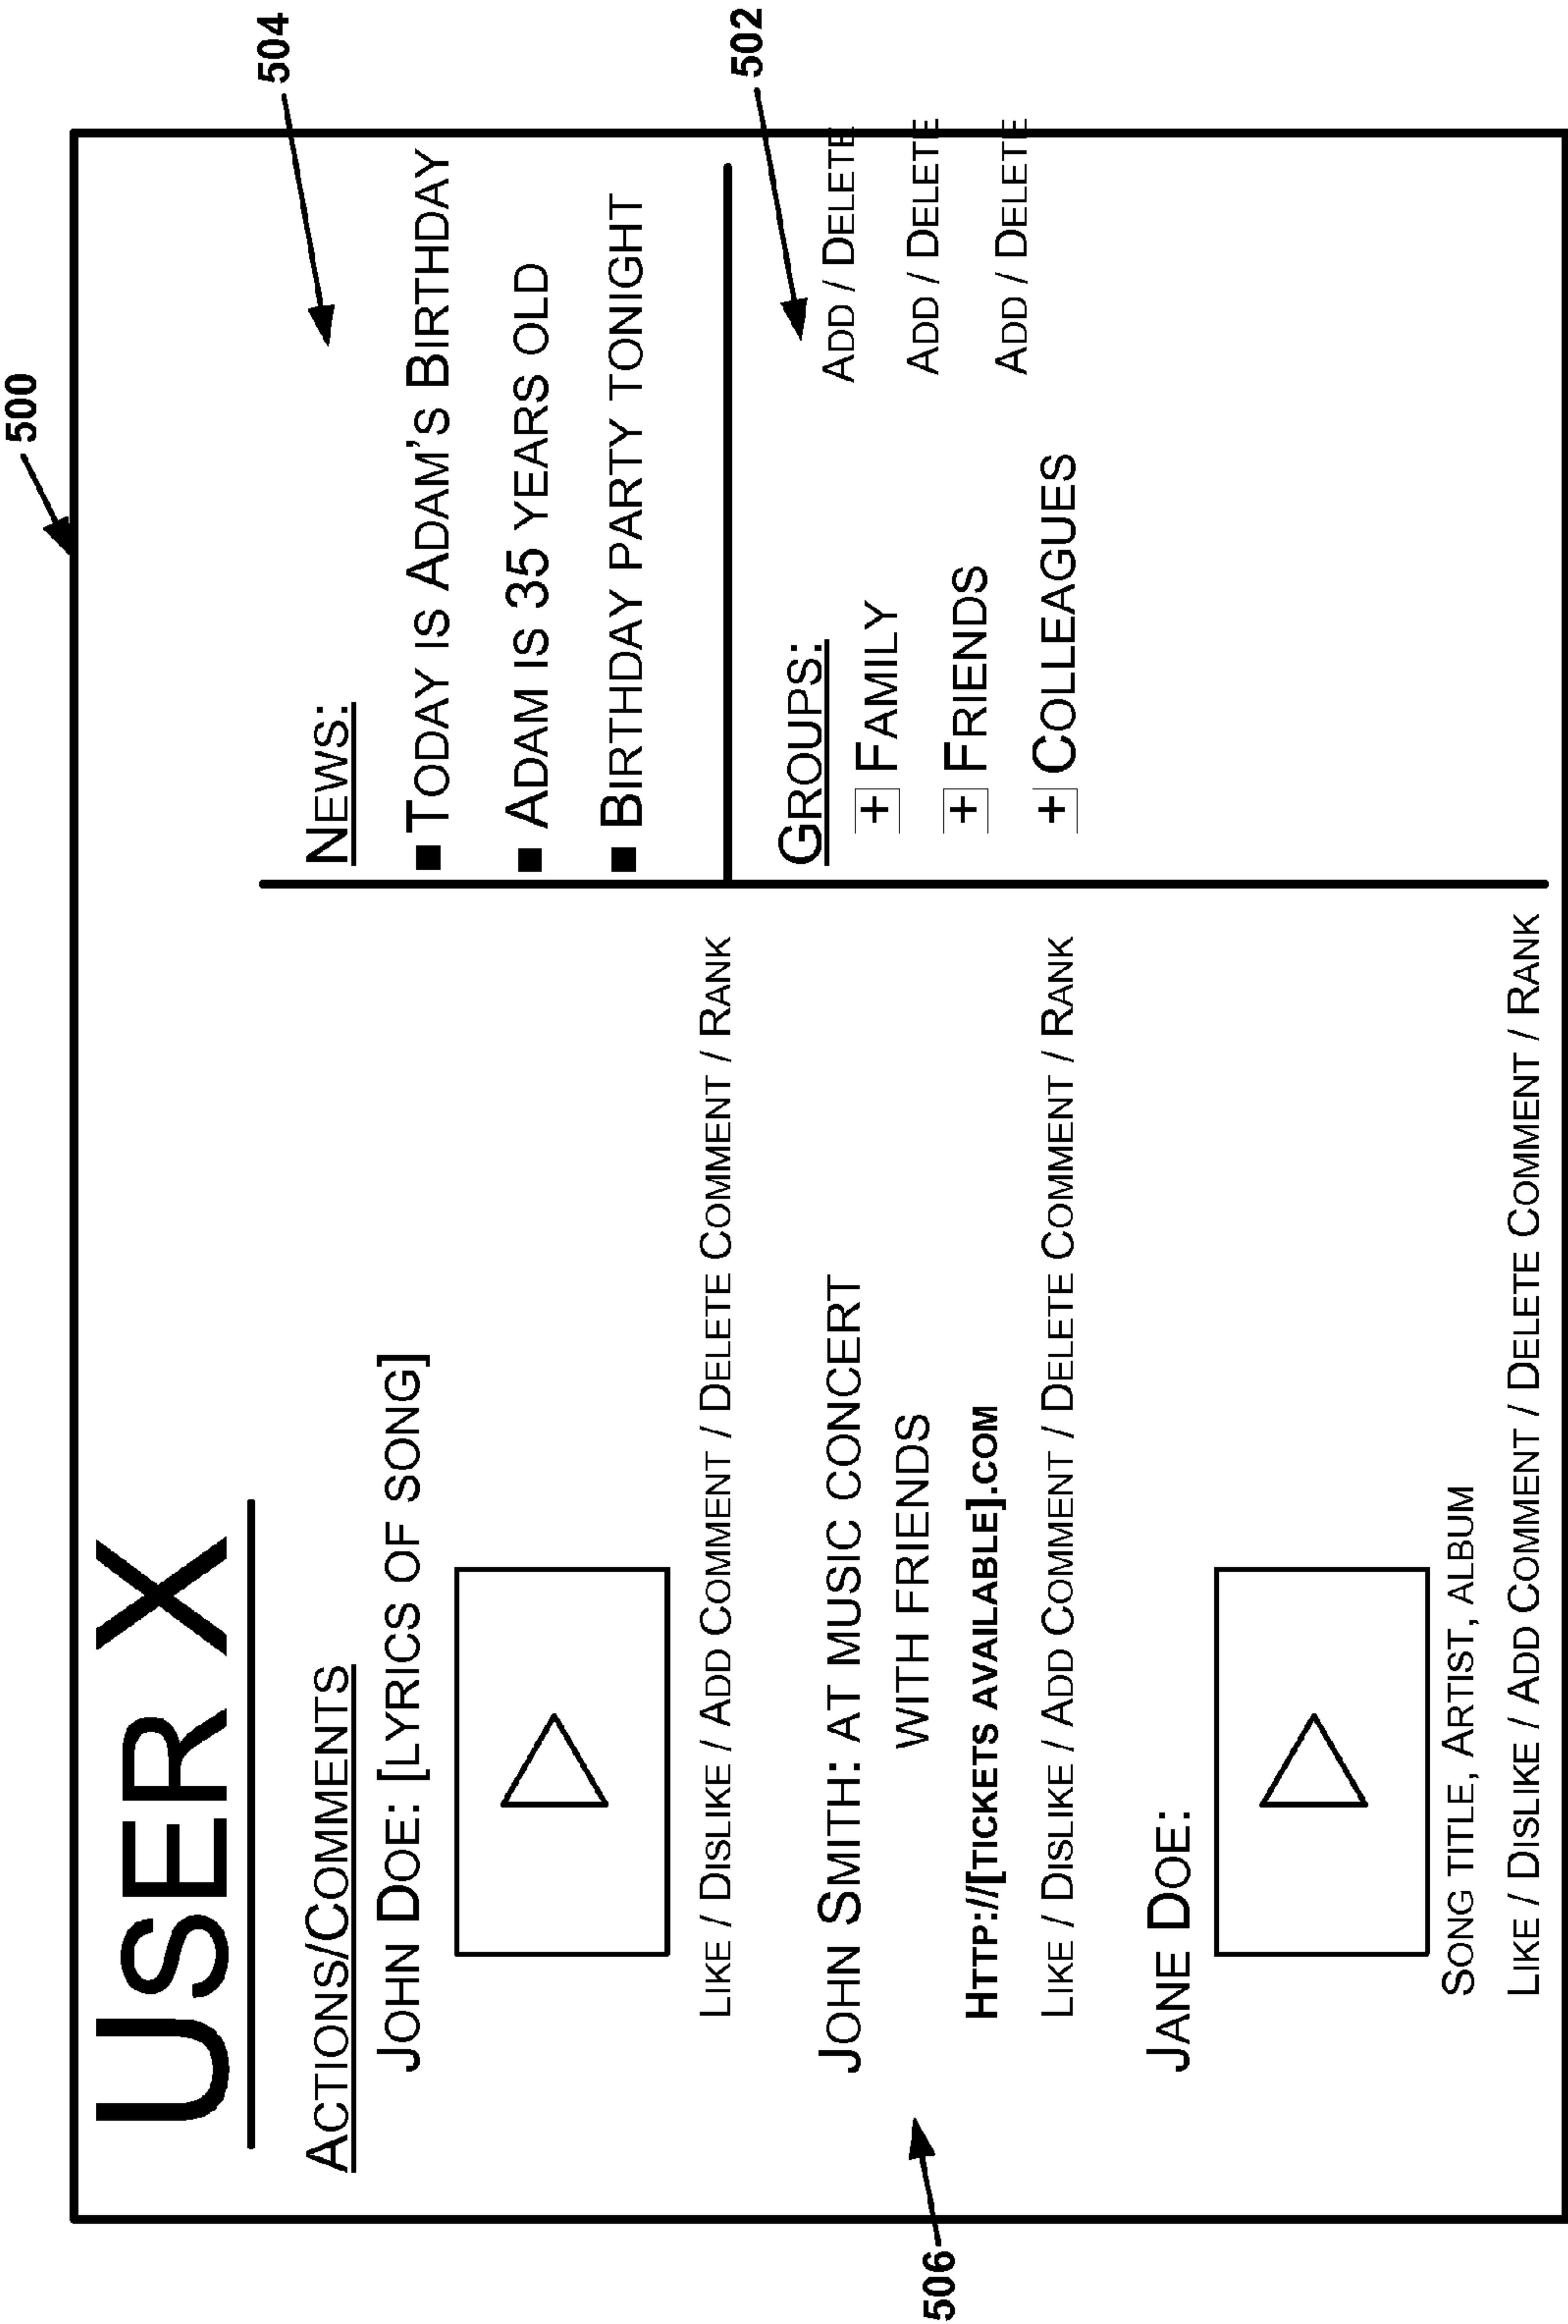 500
USER X
ACTIONS/COMMENTS
JOHN DOE: [LYRICS OF SONG]
LIKE / DISLIKE / ADD COMMENT / DELETE COMMENT / RANK
JOHN SMITH: AT MUSIC CONCERT
WITH FRIENDS
HTTP://[TICKETS AVAILABLE].COM
LIKE / DISLIKE / ADD COMMENT / DELETE COMMENT / RANK
506
JANE DOE:
SONG TITLE, ARTIST, ALBUM
LIKE / DISLIKE / ADD COMMENT / DELETE COMMENT / RANK
504
NEWS:
■ TODAY IS ADAM'S BIRTHDAY
■ ADAM IS 35 YEARS OLD
■ BIRTHDAY PARTY TONIGHT
502
GROUPS:
+ FAMILY ADD / DELETE
+ FRIENDS ADD / DELETE
+ COLLEAGUES ADD / DELETE